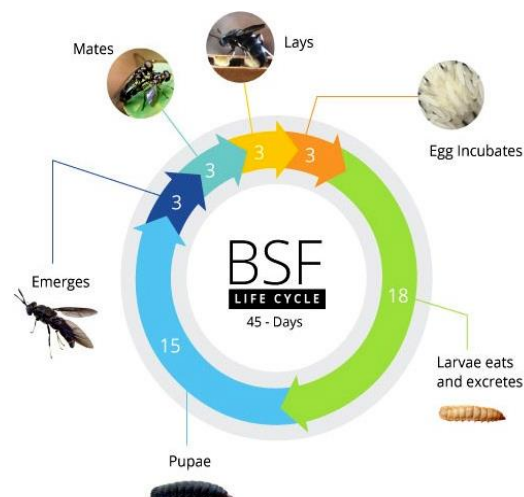 Mates
Lays
Egg Incubates
3
3
3
3
18
15
BSF
LIFE CYCLE
45 - Days
Emerges
Larvae eats
and excretes
Pupae